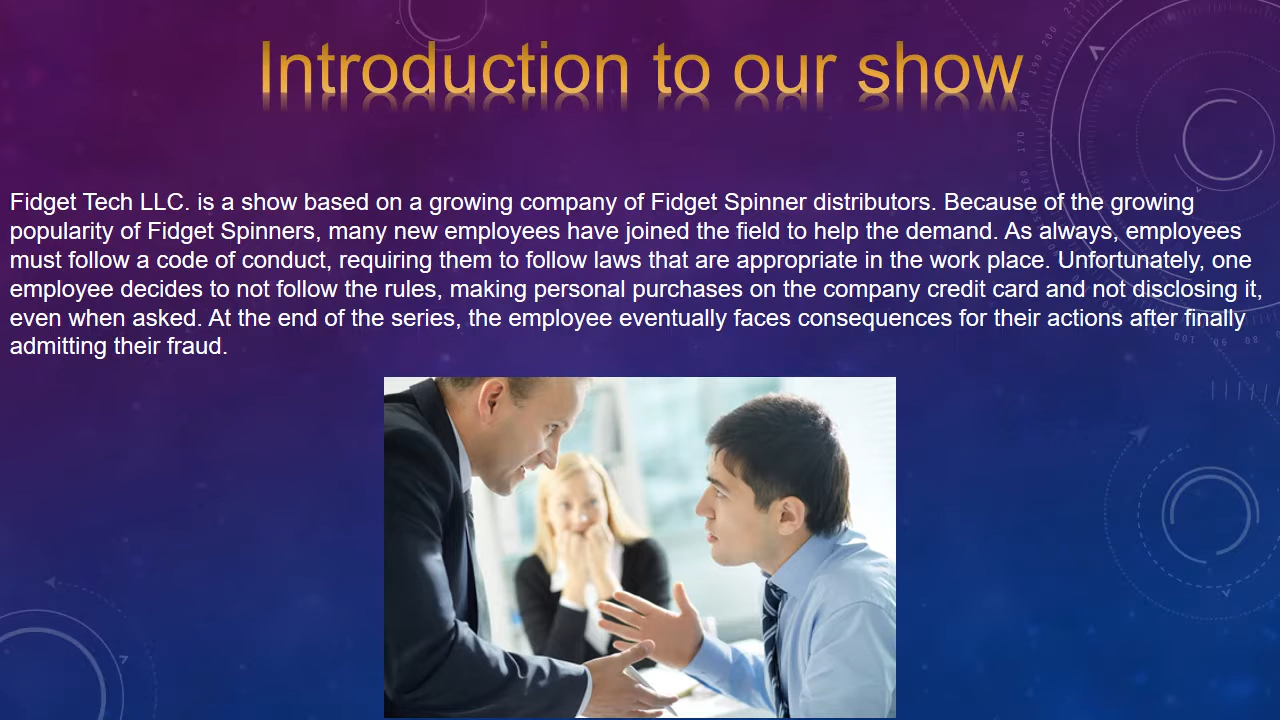 Introduction to our show
Fidget Tech LLC. is a show based on a growing company of Fidget Spinner distributors. Because of the growing
popularity of Fidget Spinners, many new employees have joined the field to help the demand. As always, employees
must follow a code of conduct, requiring them to follow laws that are appropriate in the work place. Unfortunately, one
employee decides to not follow the rules, making personal purchases on the company credit card and not disclosing it,
even when asked. At the end of the series, the employee eventually faces consequences for their actions after finally
admitting their fraud.